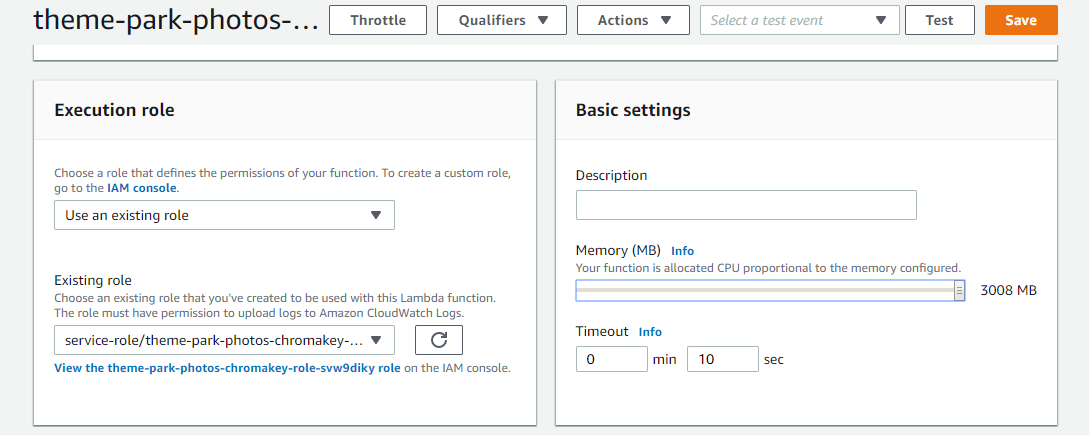 theme-park-photos-... Throttle Qualifiers Actions Select a test event Test Save
Execution role
Choose a role that defines the permissions of your function. To create a custom role,
go to the IAM console.
Use an existing role
Existing role
Choose an existing role that you've created to be used with this Lambda function.
The role must have permission to upload logs to Amazon CloudWatch Logs.
service-role/theme-park-photos-chromakey-...
View the theme-park-photos-chromakey-role-svw9diky role on the IAM console.
Basic settings
Description
Memory (MB) Info
Your function is allocated CPU proportional to the memory configured.
3008 MB
Timeout Info
0 min 10 sec